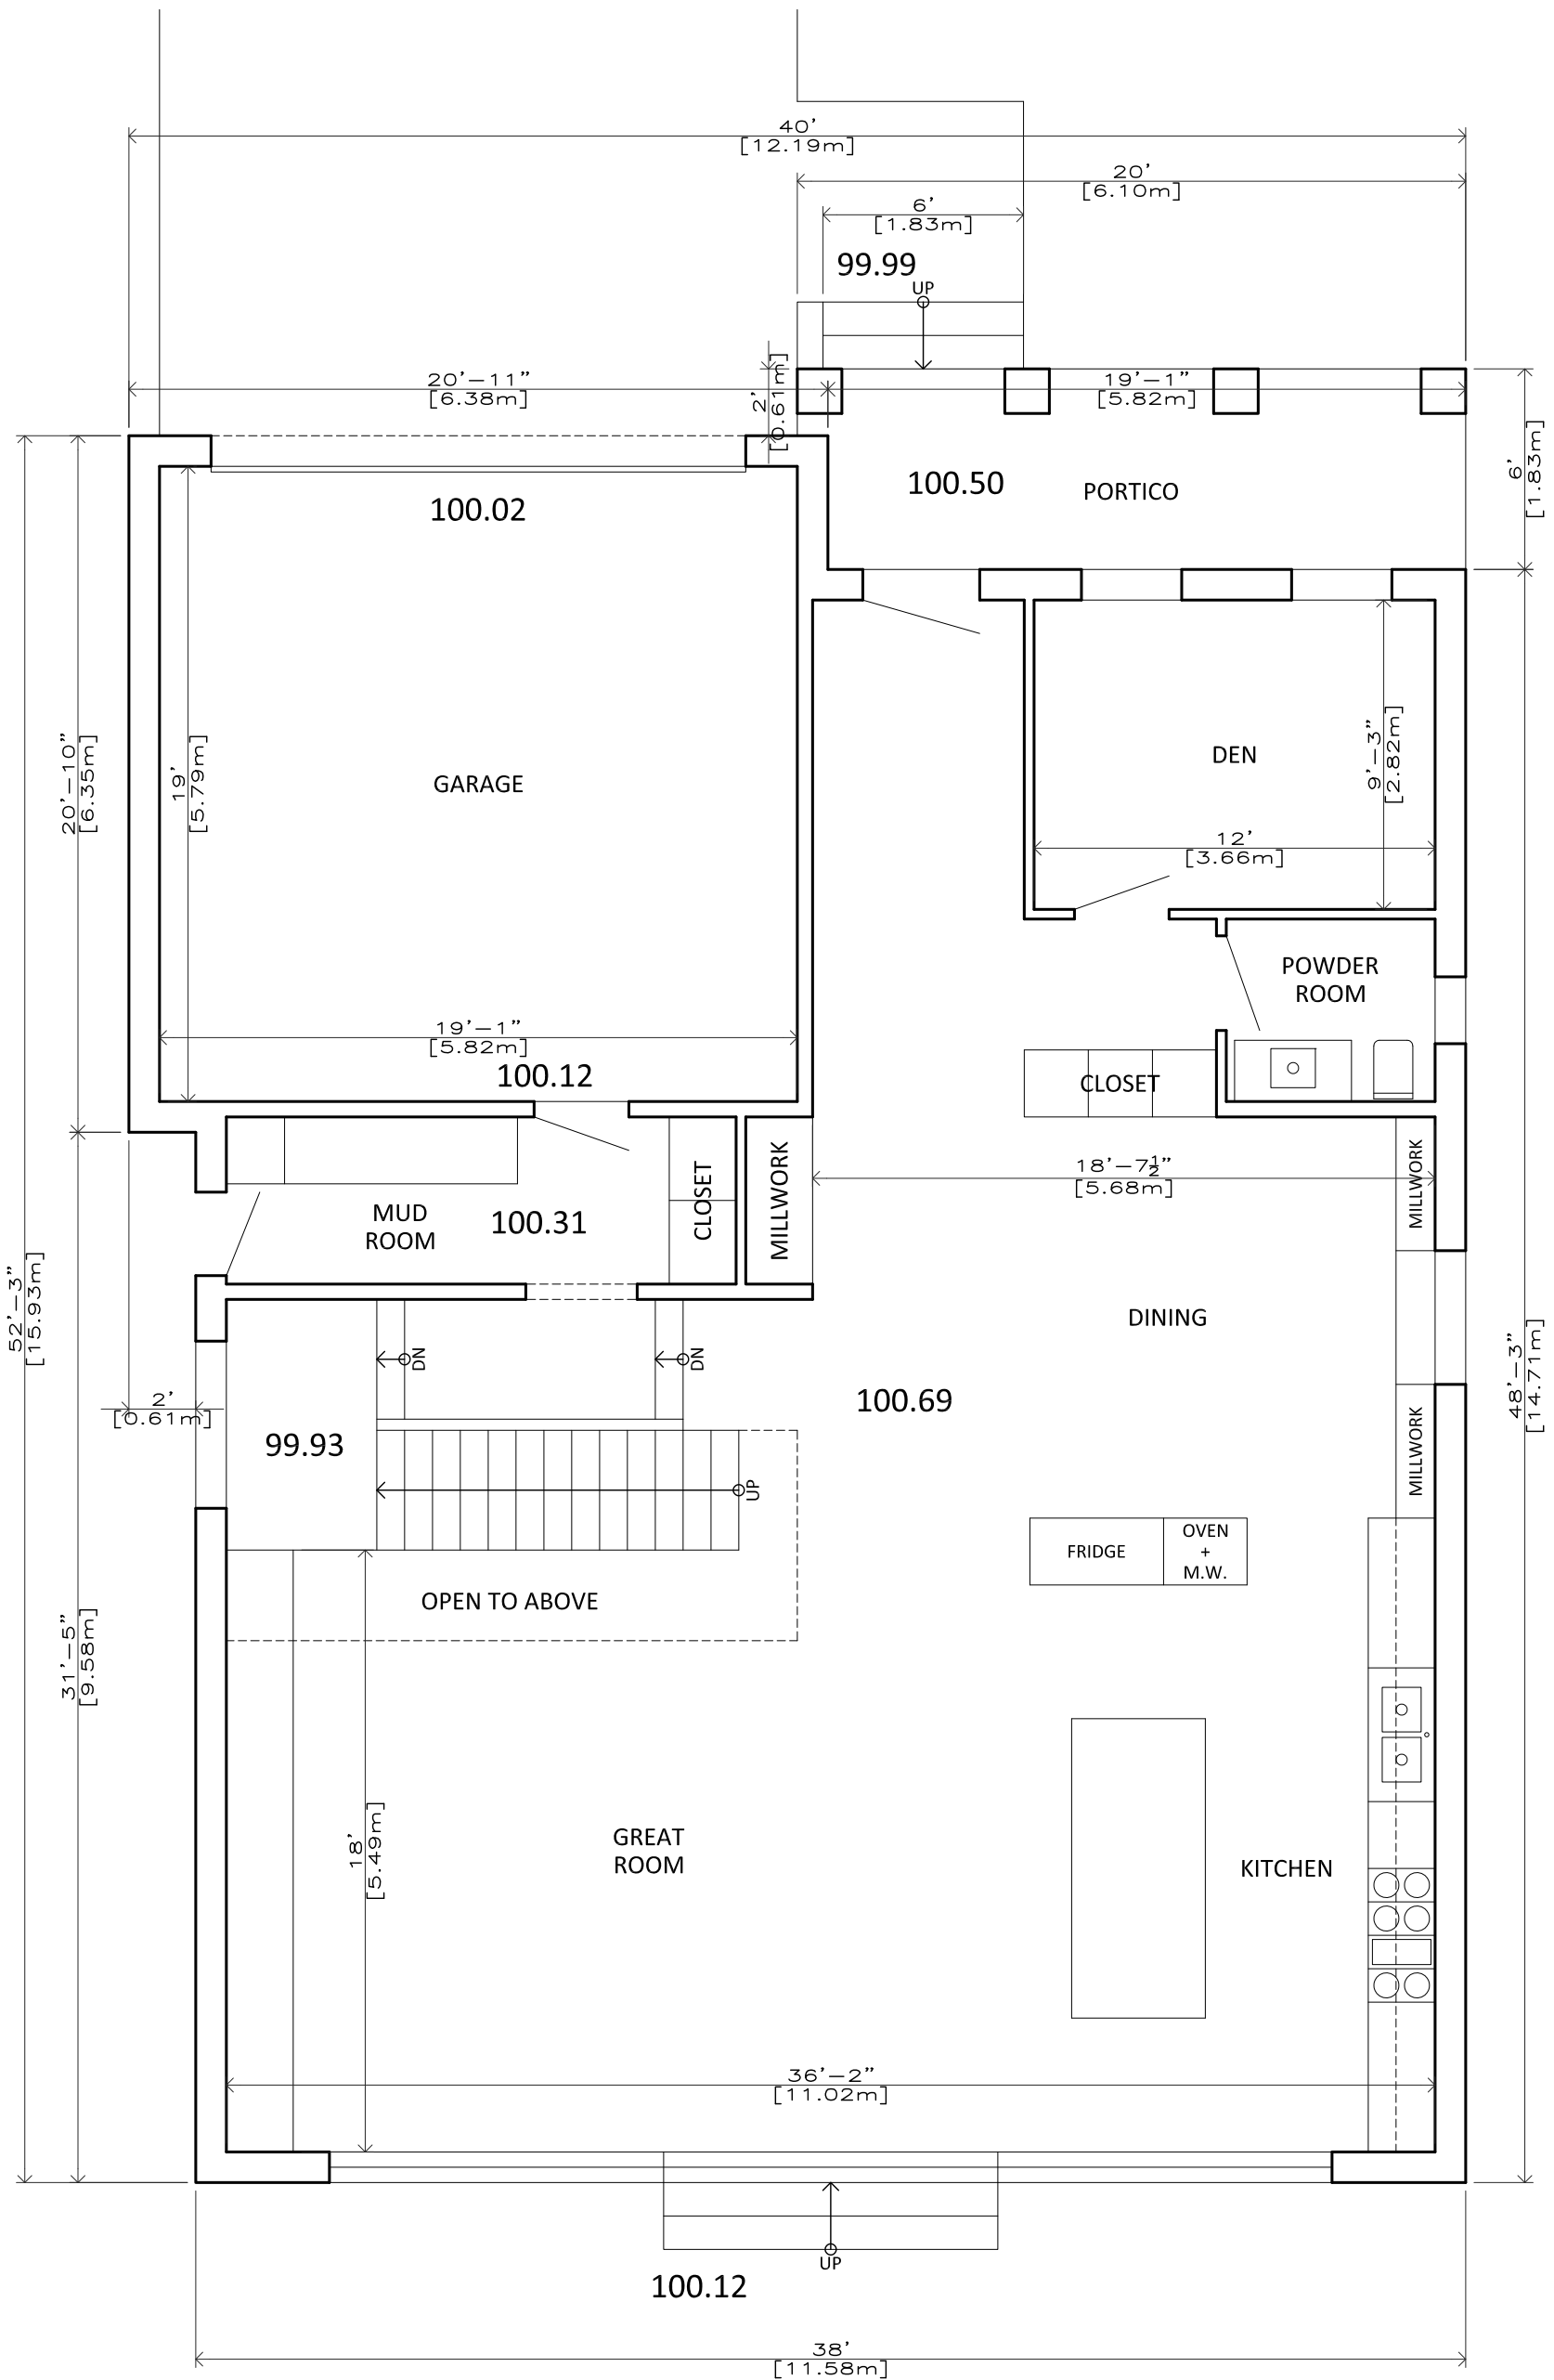 40’
[12.19m]
20’
[6.10m]
6’
[1.83m]
99.99
UP
20’–11”
[6.38m]
2’
[0.61m]
19’–1”
[5.82m]
100.50
PORTICO
6’
[1.83m]
100.02
20’–10”
[6.35m]
19’
[5.79m]
GARAGE
DEN
9’–3”
[2.82m]
12’
[3.66m]
POWDER
ROOM
19’–1”
[5.82m]
100.12
CLOSET
MUD
ROOM
100.31
CLOSET
MILLWORK
18’–7½”
[5.68m]
MILLWORK
52’–3”
[15.93m]
DINING
DN
DN
48’–3”
[14.71m]
2’
[0.61m]
99.93
100.69
MILLWORK
UP
FRIDGE
OVEN
+
M.W.
OPEN TO ABOVE
31’–5”
[9.58m]
18’
[5.49m]
GREAT
ROOM
KITCHEN
36’–2”
[11.02m]
UP
100.12
38’
[11.58m]